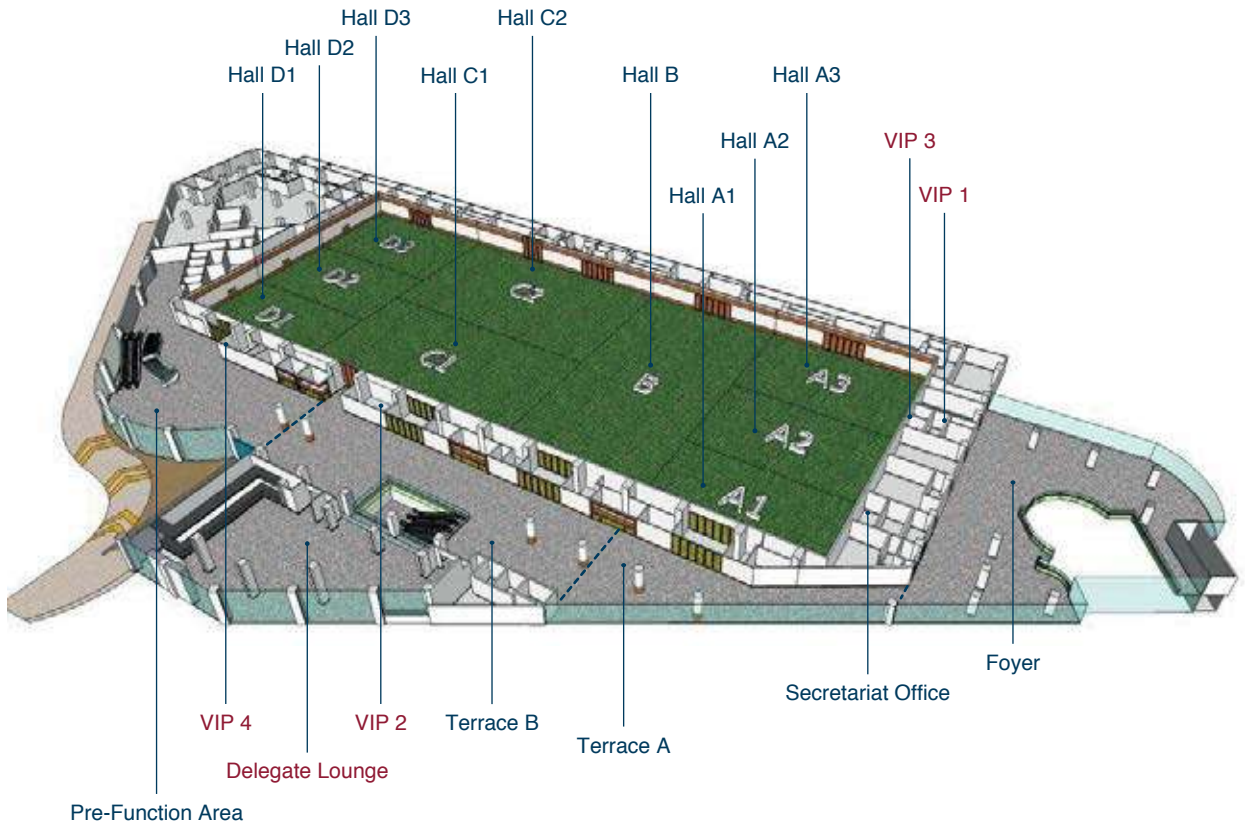 Hall D3
Hall C2
Hall D2
Hall D1
Hall C1
Hall B
Hall A3
Hall A2
VIP 3
Hall A1
VIP 1
D3
D2
C2
D1
C1
B
A3
A2
A1
Foyer
Secretariat Office
VIP 4
VIP 2
Terrace B
Terrace A
Delegate Lounge
Pre-Function Area